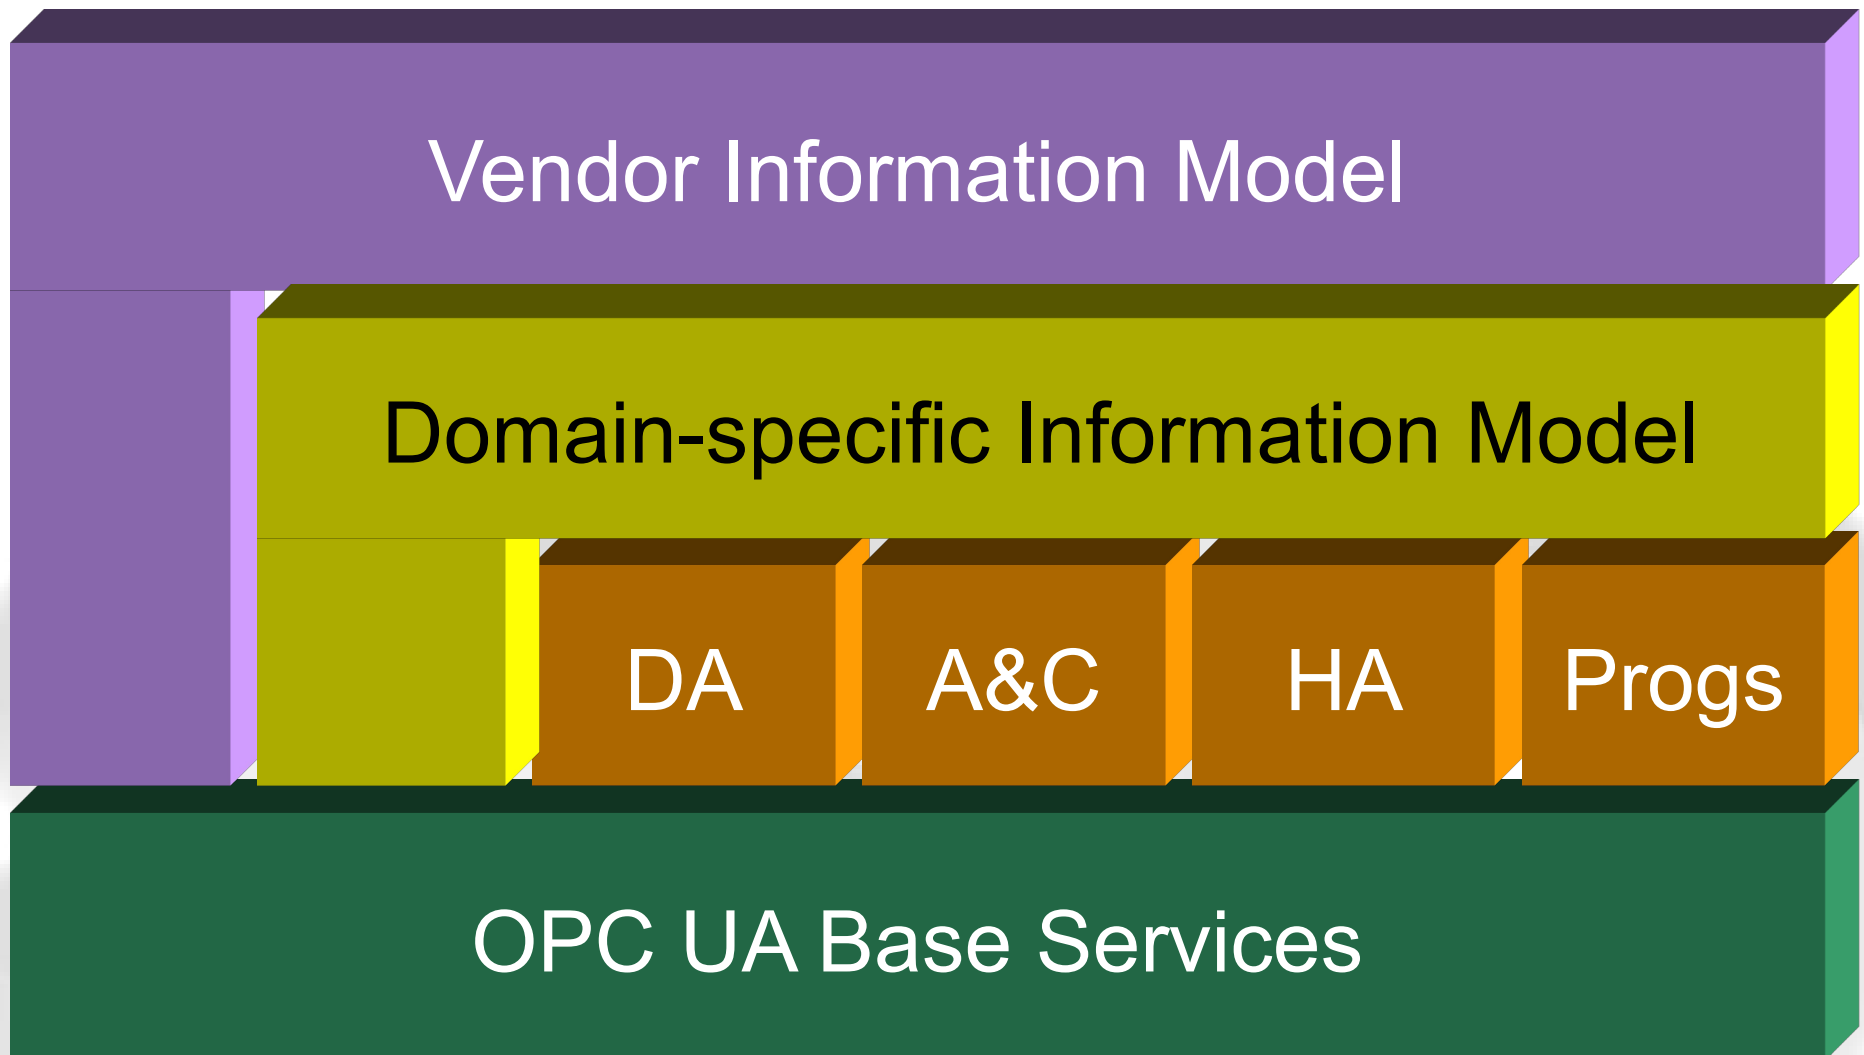 Vendor Information Model
Domain-specific Information Model
DA
A&C
HA
Progs
OPC UA Base Services